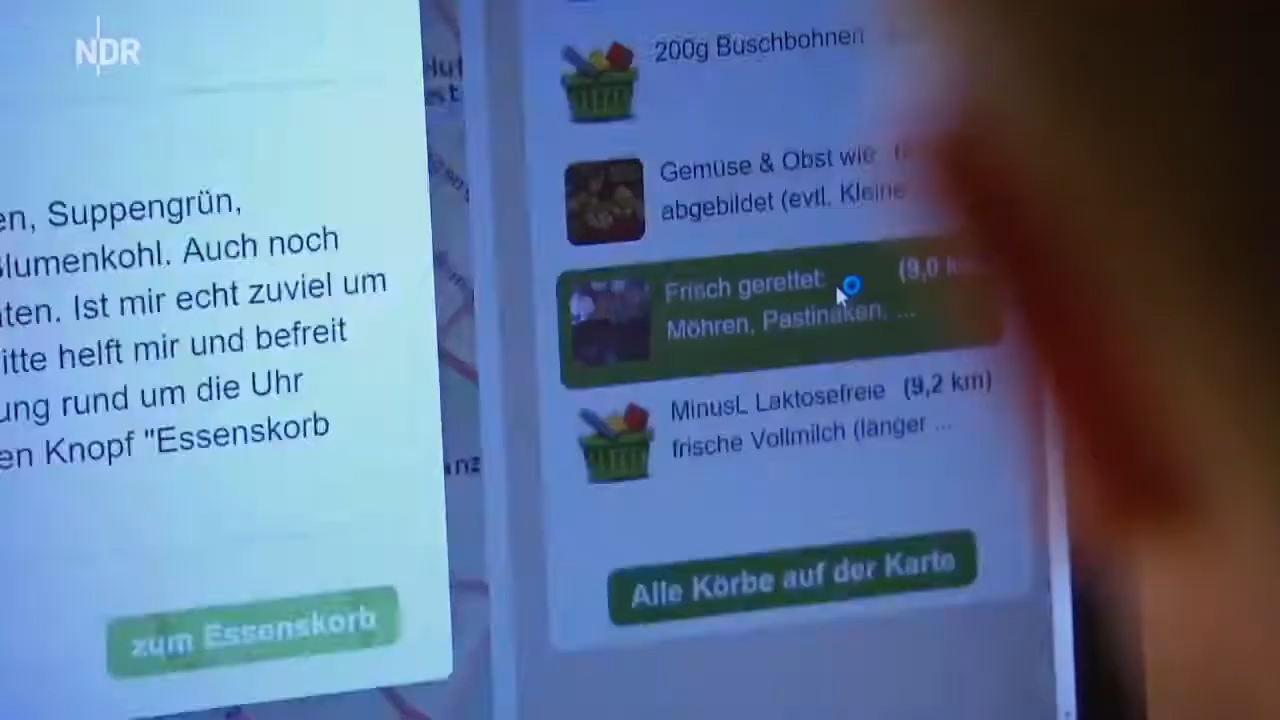 NDR
en, Suppengrün,
Blumenkohl. Auch noch
ten. Ist mir echt zuviel um
itte helft mir und befreit
ung rund um die Uhr
en Knopf "Essenskorb
zum Essenskorb
200g Buschbohnen
Gemüse & Obst wie
abgebildet (evtl. Kleine
Frisch gerettet: (9,0 k
Möhren, Pastinaken, ...
MinusL Laktosefreie (9,2 km)
frische Vollmilch (länger ...
Alle Körbe auf der Karte